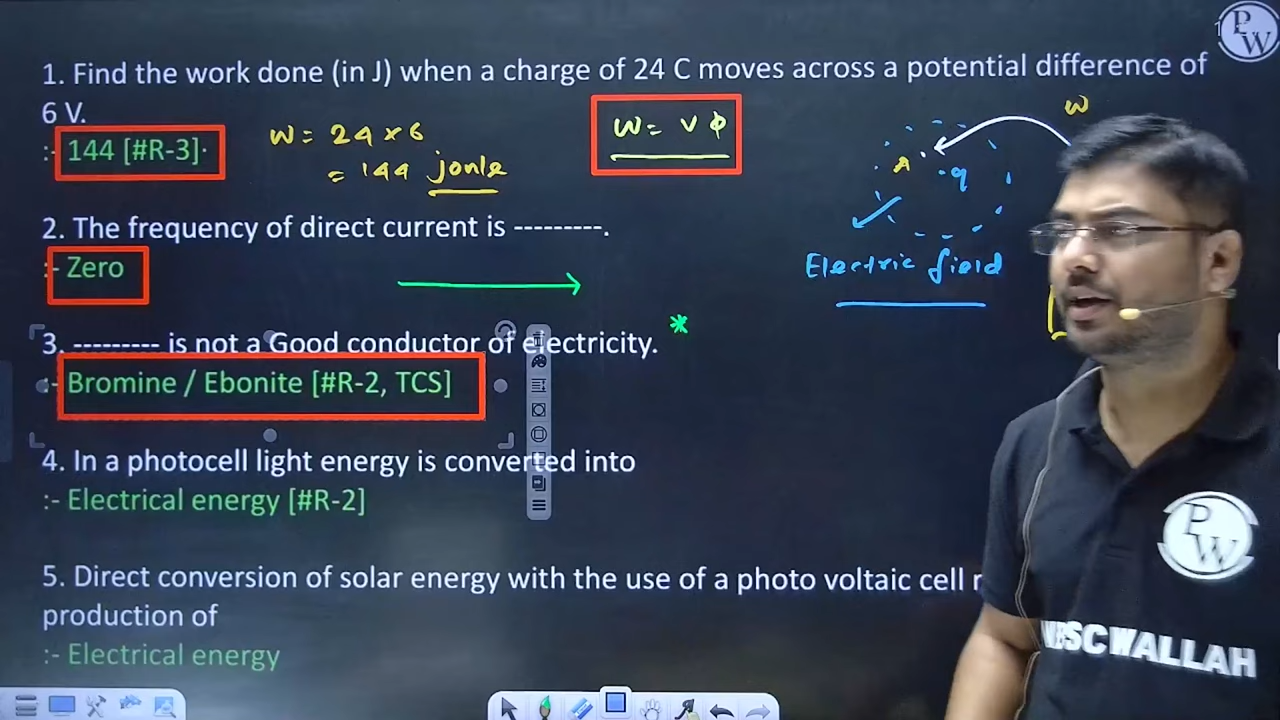 1. Find the work done (in J) when a charge of 24 C moves across a potential difference of
6 V.
:- 144 [#R-3]
W = 24 × 6
= 144 joule
W = V φ
W
A
q
Electric field
2. The frequency of direct current is ---------.
:- Zero
3. --------- is not a Good conductor of electricity. *
:- Bromine / Ebonite [#R-2, TCS]
4. In a photocell light energy is converted into
:- Electrical energy [#R-2]
5. Direct conversion of solar energy with the use of a photo voltaic cell
production of
:- Electrical energy
PW
PW
WALLAH